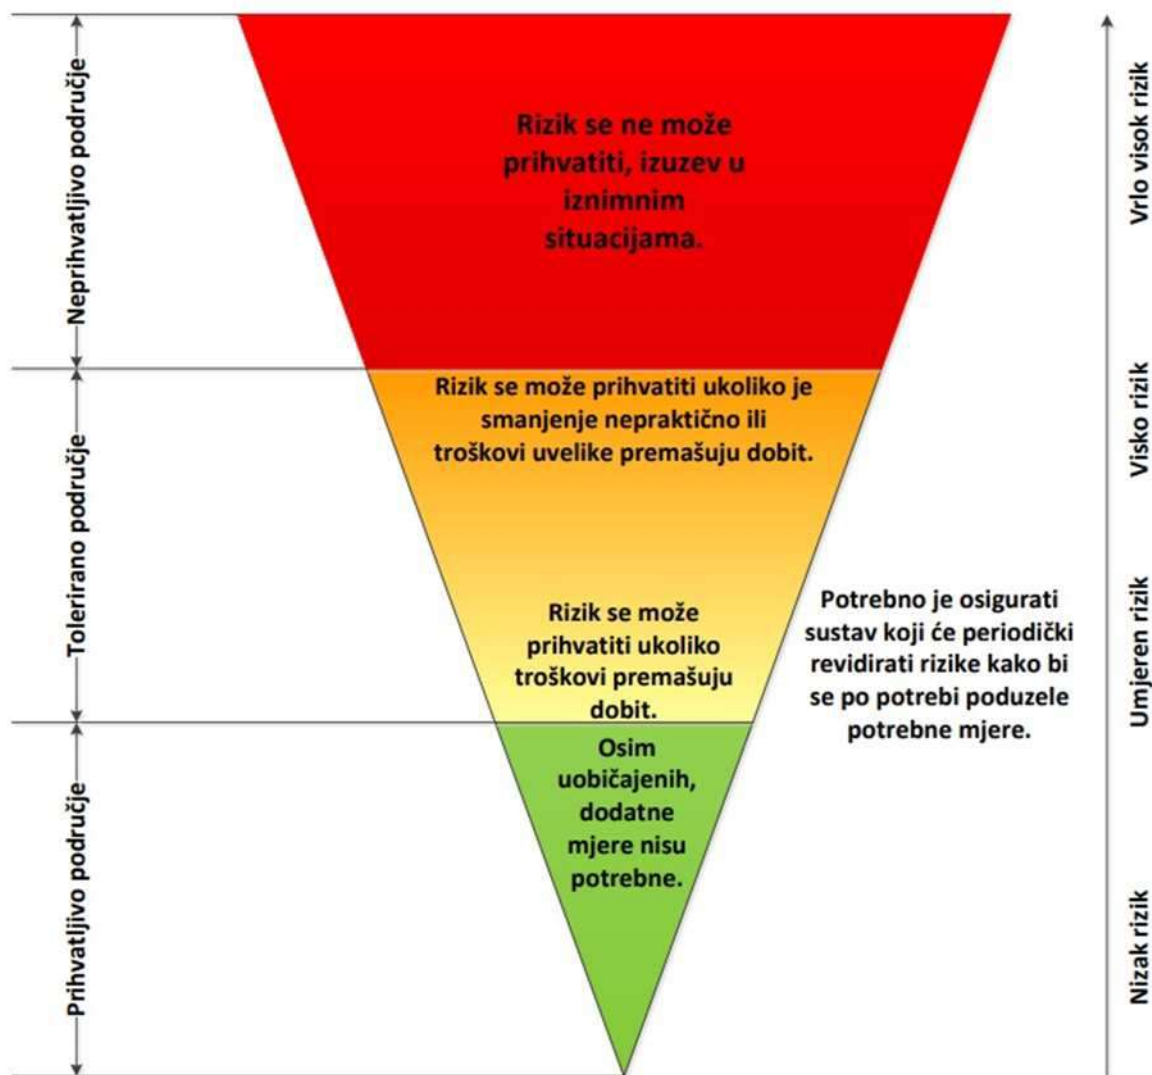 Neprihvatljivo područje
Rizik se ne može
prihvatiti, izuzev u
iznimnim
situacijama.
Vrlo visok rizik
Tolerirano područje
Rizik se može prihvatiti ukoliko je
smanjenje nepraktično ili
troškovi uvelike premašuju dobit.
Visko rizik
Rizik se može
prihvatiti ukoliko
troškovi premašuju
dobit.
Potrebno je osigurati
sustav koji će periodički
revidirati rizike kako bi
se po potrebi poduzele
potrebne mjere.
Umjeren rizik
Prihvatljivo područje
Osim
uobičajenih,
dodatne
mjere nisu
potrebne.
Nizak rizik